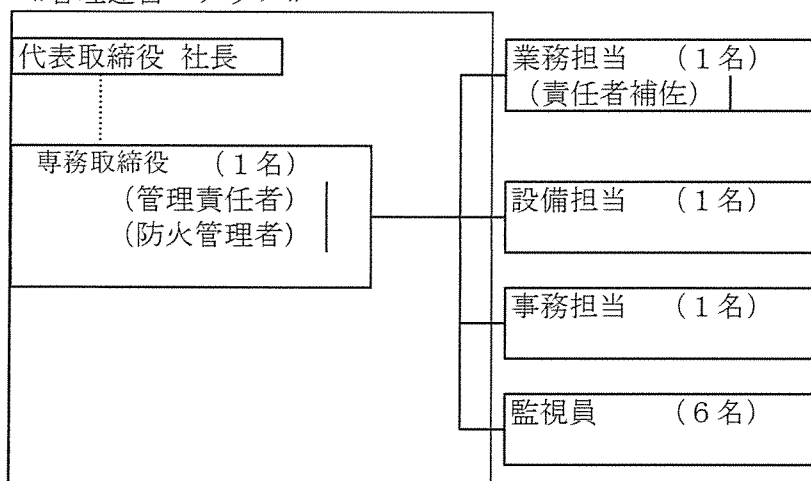 代表取締役 社長
専務取締役 (1名)
(管理責任者)
(防火管理者)
業務担当 (1名)
(責任者補佐)
設備担当 (1名)
事務担当 (1名)
監視員 (6名)